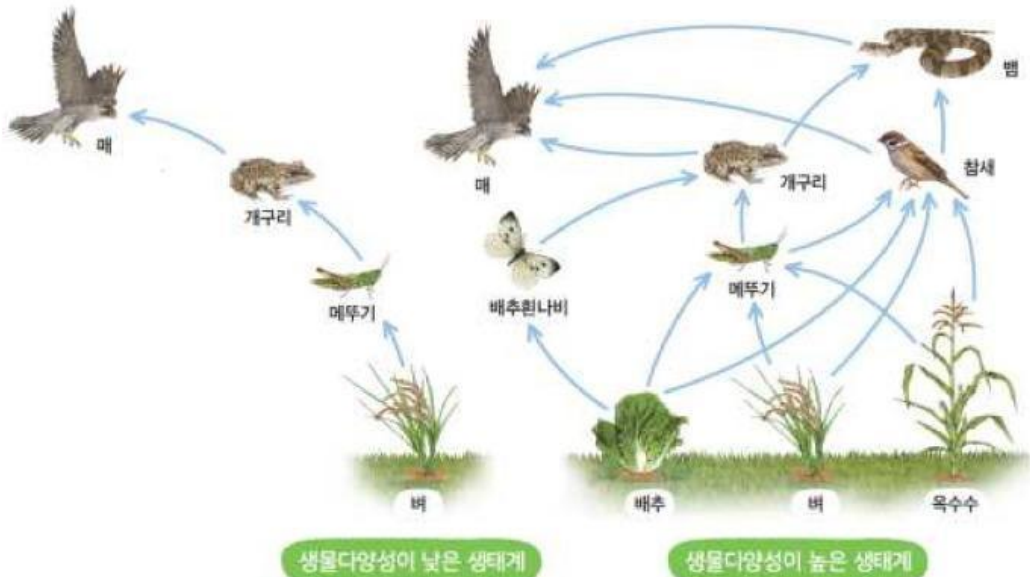 매
개구리
메뚜기
벼
생물다양성이 낮은 생태계
뱀
매
개구리
참새
배추흰나비
메뚜기
배추
벼
옥수수
생물다양성이 높은 생태계